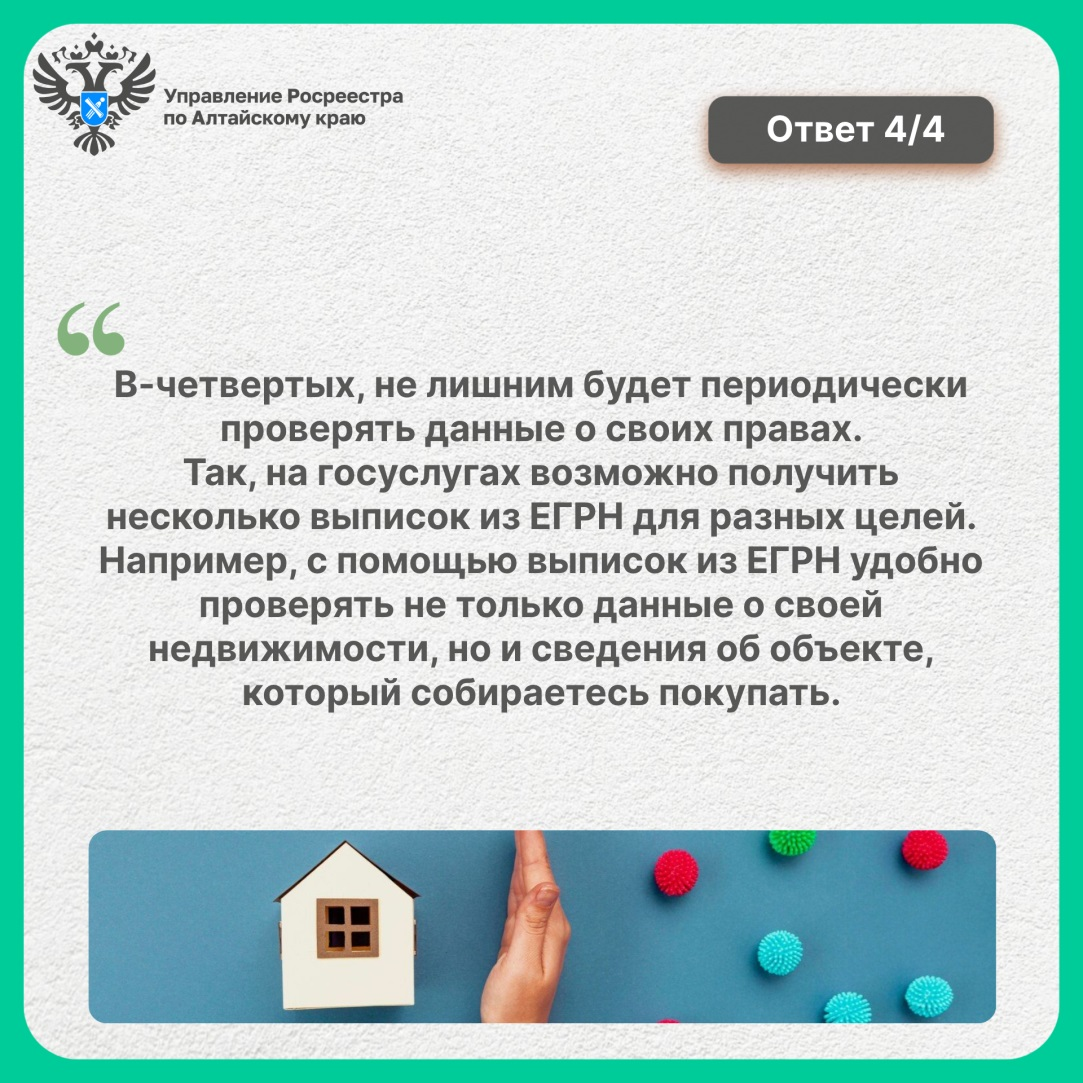 Управление Росреестра
по Алтайскому краю
Ответ 4/4
“
В-четвертых, не лишним будет периодически
проверять данные о своих правах.
Так, на госуслугах возможно получить
несколько выписок из ЕГРН для разных целей.
Например, с помощью выписок из ЕГРН удобно
проверять не только данные о своей
недвижимости, но и сведения об объекте,
который собираетесь покупать.